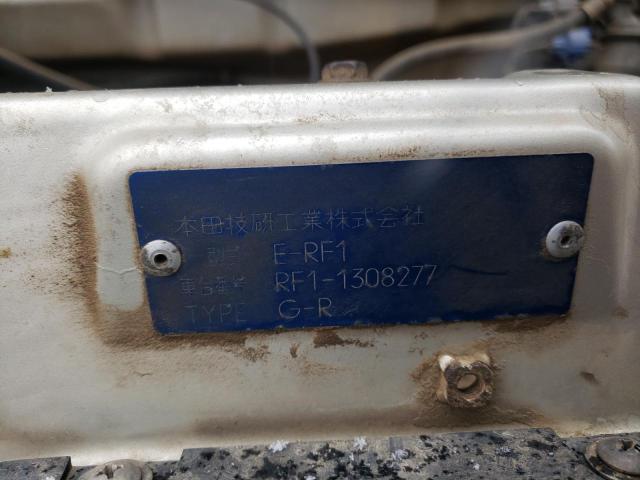 本田技研工業株式会社
型式 E-RF1
車台番号 RF1-1308277
TYPE G-R